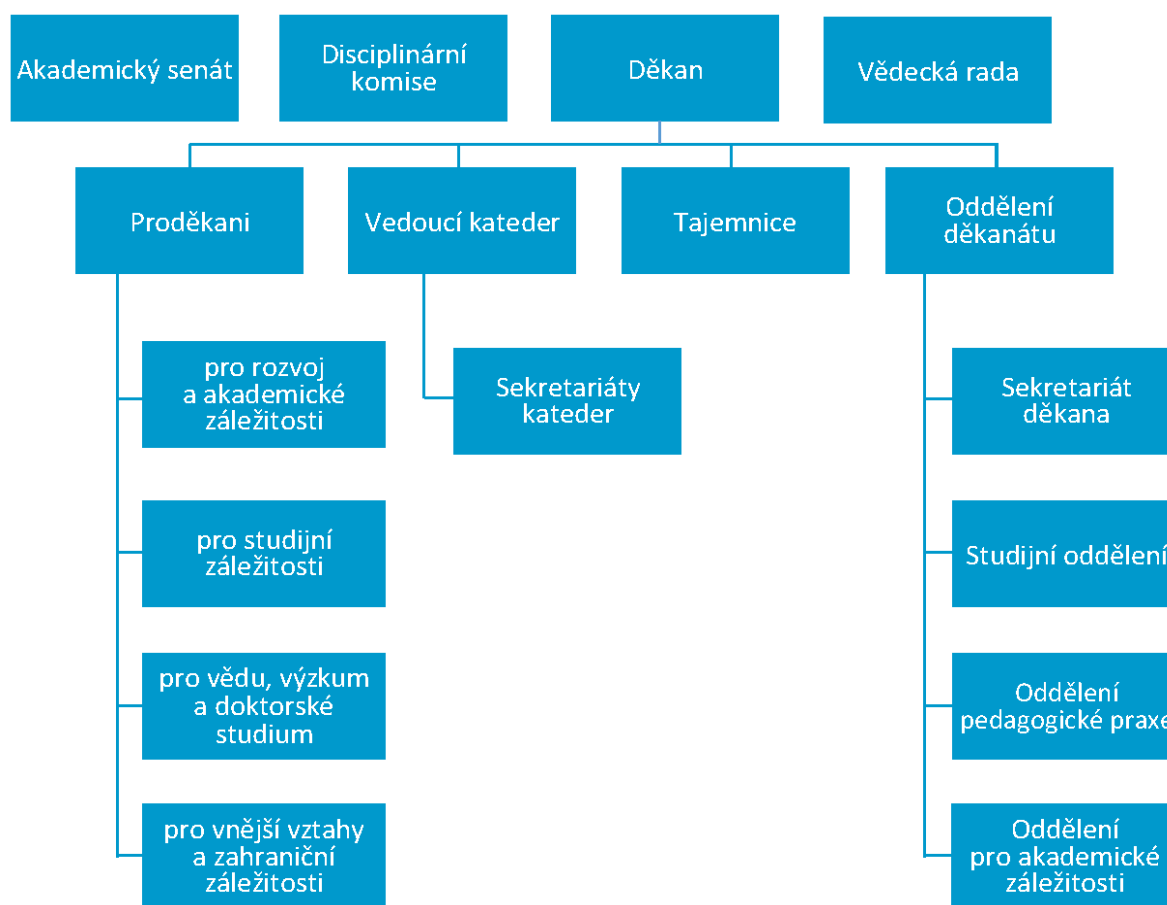 Akademický senát
Disciplinární
komise
Děkan
Vědecká rada
Proděkani
Vedoucí kateder
Tajemnice
Oddělení
děkanátu
pro rozvoj
a akademické
záležitosti
Sekretariáty
kateder
Sekretariát
děkana
pro studijní
záležitosti
Studijní oddělení
pro vědu, výzkum
a doktorské
studium
Oddělení
pedagogické praxe
pro vnější vztahy
a zahraniční
záležitosti
Oddělení
pro akademické
záležitosti